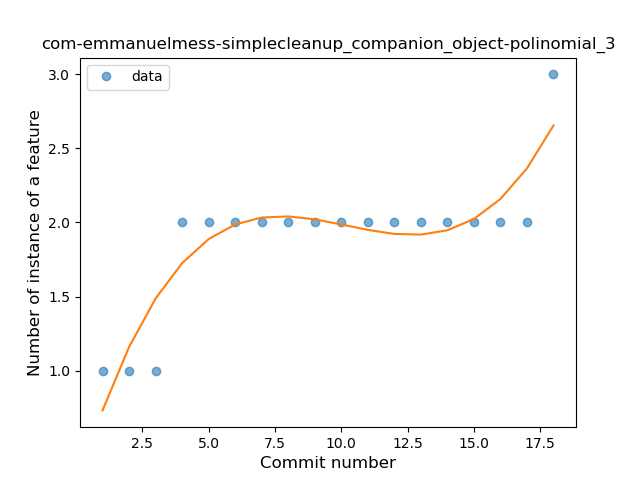 com-emmanuelmess-simplecleanup_companion_object-polinomial_3
data
Number of instance of a feature
3.0
2.5
2.0
1.5
1.0
2.5 5.0 7.5 10.0 12.5 15.0 17.5
Commit number